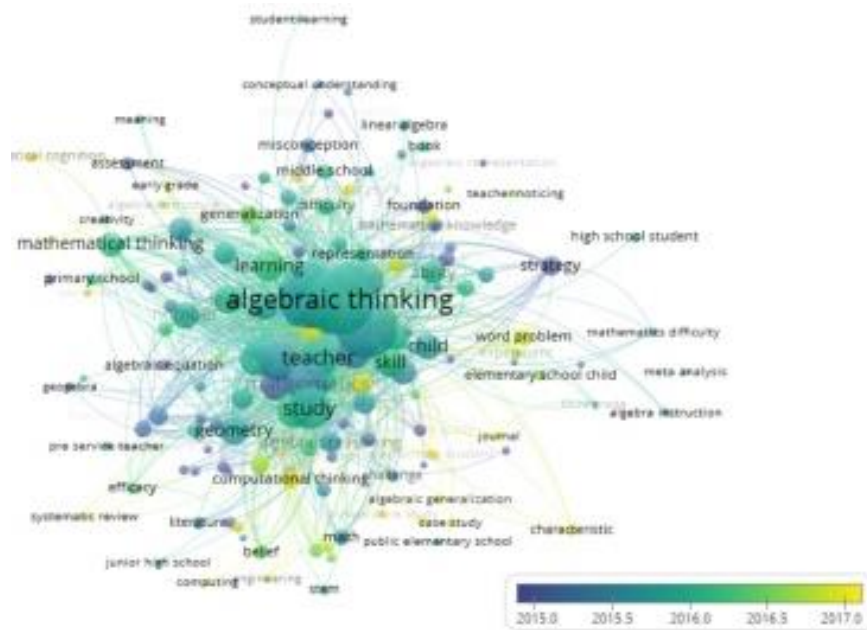 student learning
conceptual understanding
meaning
linear algebra
misconception
book
assessment
middle school
early grade
teacher noticing
difficulty
foundation
generalization
creativity
high school student
mathematical thinking
representation
learning
strategy
primary school
algebraic thinking
word problem
mathematics difficulty
child
teacher
skill
algebraic equation
elementary school child
meta analysis
geogebra
study
algebra instruction
geometry
journal
pre service teacher
computational thinking
challenge
efficacy
algebraic generalization
systematic review
literature
case study
characteristic
math
public elementary school
belief
junior high school
computing
stem
2015.0 2015.5 2016.0 2016.5 2017.0